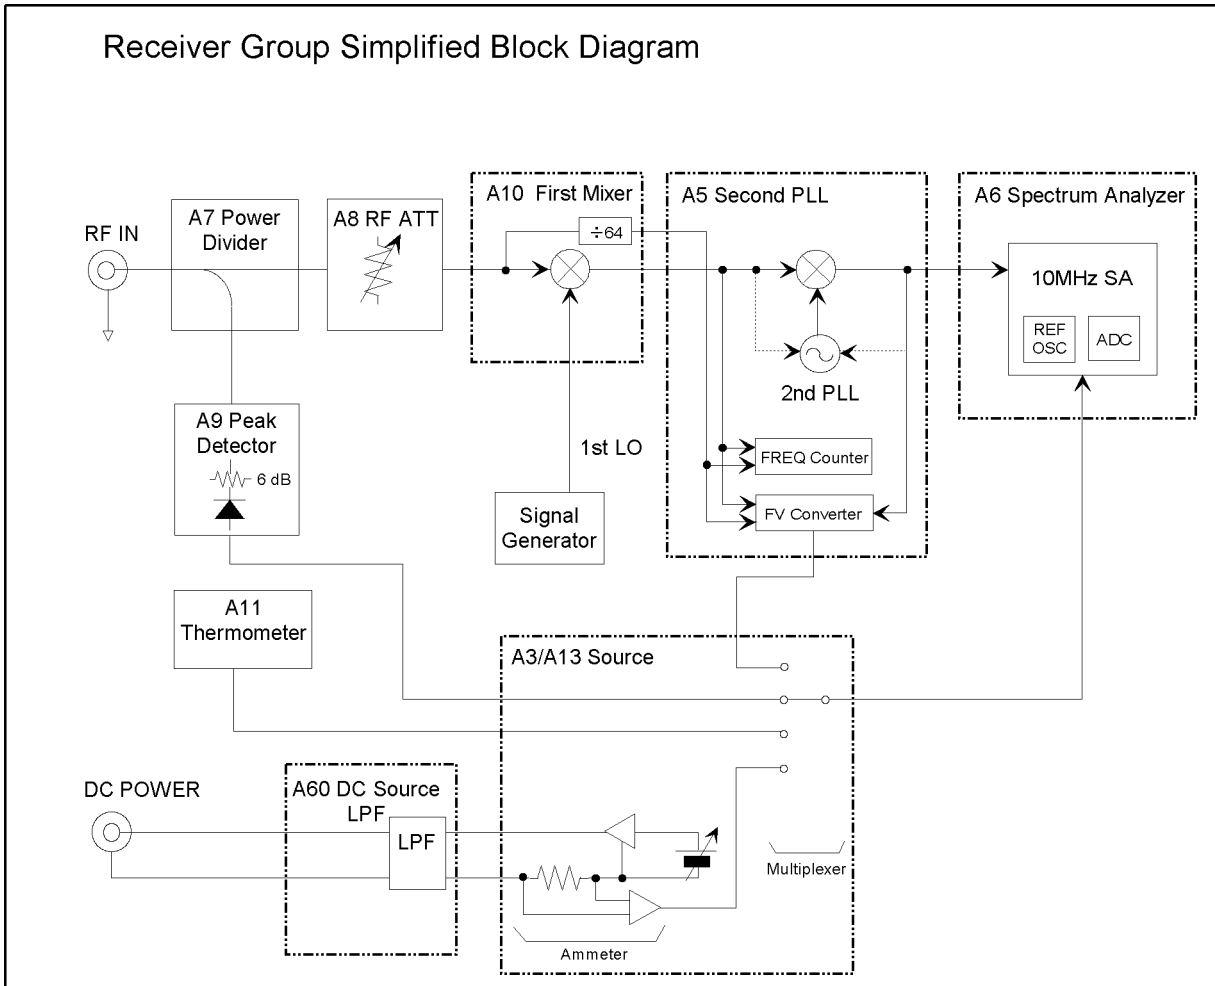 Receiver Group Simplified Block Diagram
RF IN
A7 Power
Divider
A8 RF ATT
A10 First Mixer
÷64
A5 Second PLL
A6 Spectrum Analyzer
10MHz SA
REF
OSC
ADC
2nd PLL
A9 Peak
Detector
6 dB
1st LO
FREQ Counter
Signal
Generator
FV Converter
A11
Thermometer
A3/A13 Source
DC POWER
A60 DC Source
LPF
LPF
Multiplexer
Ammeter